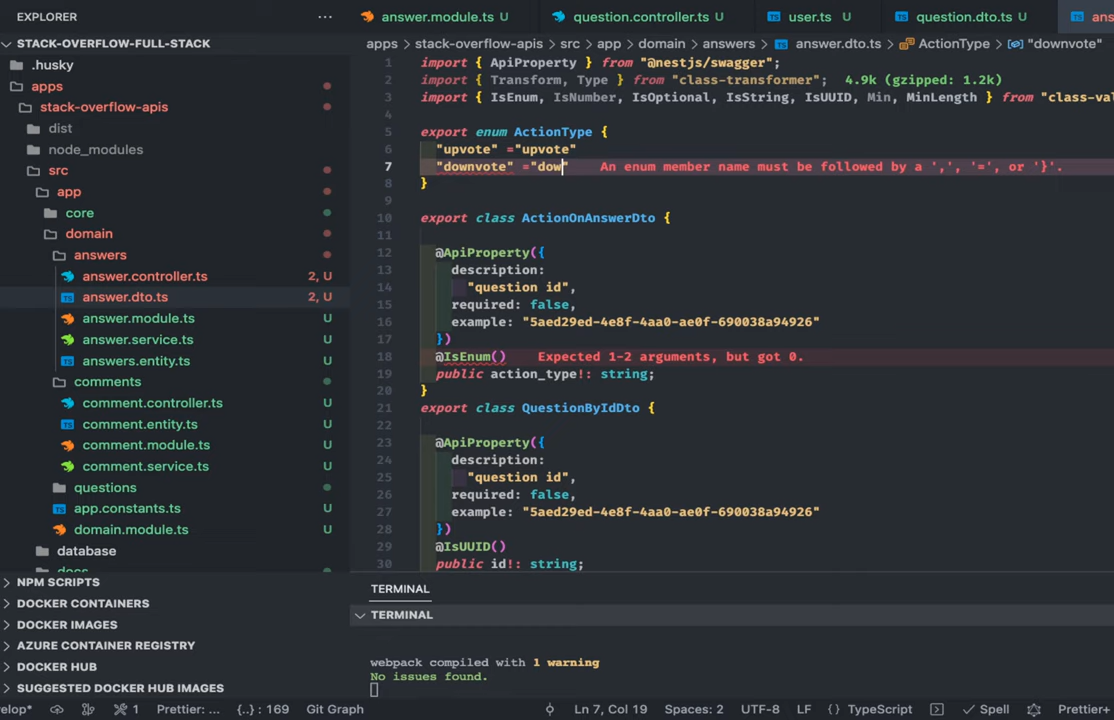 EXPLORER ...
answer.module.ts U question.controller.ts U user.ts U question.dto.ts U
STACK-OVERFLOW-FULL-STACK
apps > stack-overflow-apis > src > app > domain > answers > TS answer.dto.ts > ActionType > "downvote"
.husky
apps
stack-overflow-apis
dist
node_modules
src
app
core
domain
answers
answer.controller.ts 2, U
TS answer.dto.ts 2, U
answer.module.ts U
answer.service.ts U
answers.entity.ts U
comments
comment.controller.ts U
TS comment.entity.ts U
comment.module.ts U
comment.service.ts U
questions
app.constants.ts U
domain.module.ts U
database
docs
NPM SCRIPTS
DOCKER CONTAINERS
DOCKER IMAGES
AZURE CONTAINER REGISTRY
DOCKER HUB
SUGGESTED DOCKER HUB IMAGES
1 import { ApiProperty } from "@nestjs/swagger";
2 import { Transform, Type } from "class-transformer"; 4.9k (gzipped: 1.2k)
3 import { IsEnum, IsNumber, IsOptional, IsString, IsUUID, Min, MinLength } from "class-val
4
5 export enum ActionType {
6 "upvote" ="upvote"
7 "downvote" ="dow" An enum member name must be followed by a ',', '=', or '}'.
8 }
9
10 export class ActionOnAnswerDto {
11
12 @ApiProperty({
13 description:
14 "question id",
15 required: false,
16 example: "5aed29ed-4e8f-4aa0-ae0f-690038a94926"
17 })
18 @IsEnum() Expected 1-2 arguments, but got 0.
19 public action_type!: string;
20 }
21 export class QuestionByIdDto {
22
23 @ApiProperty({
24 description:
25 "question id",
26 required: false,
27 example: "5aed29ed-4e8f-4aa0-ae0f-690038a94926"
28 })
29 @IsUUID()
30 public id!: string;
TERMINAL
TERMINAL
webpack compiled with 1 warning
No issues found.
velop* 1 Prettier: ... {..} : 169 Git Graph Ln 7, Col 19 Spaces: 2 UTF-8 LF {} TypeScript Spell Prettier+